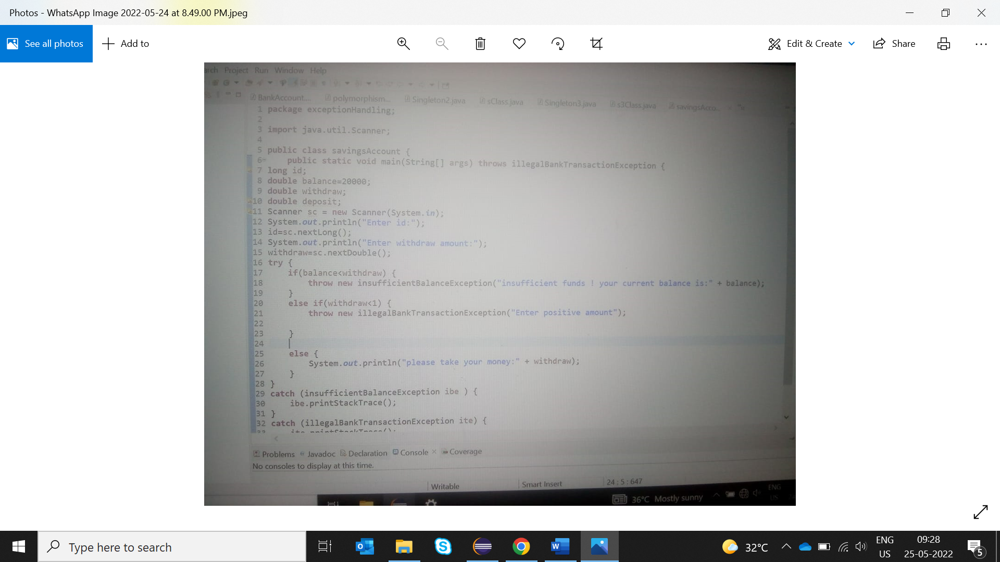 Photos - WhatsApp Image 2022-05-24 at 8.49.00 PM.jpeg
See all photos
Add to
Edit & Create
Share
arch Project Run Window Help
BankAccount....
polymorphism...
Singleton2.java
sClass.java
Singleton3.java
s3Class.java
savingsAcco...
1 package exceptionHandling;
2
3 import java.util.Scanner;
4
5 public class savingsAccount {
6 public static void main(String[] args) throws illegalBankTransactionException {
7 long id;
8 double balance=20000;
9 double withdraw;
10 double deposit;
11 Scanner sc = new Scanner(System.in);
12 System.out.println("Enter id:");
13 id=sc.nextLong();
14 System.out.println("Enter withdraw amount:");
15 withdraw=sc.nextDouble();
16 try {
17 if(balance<withdraw) {
18 throw new insufficientBalanceException("insufficient funds ! your current balance is:" + balance);
19 }
20 else if(withdraw<1) {
21 throw new illegalBankTransactionException("Enter positive amount");
22
23 }
24
25 else {
26 System.out.println("please take your money:" + withdraw);
27 }
28 }
29 catch (insufficientBalanceException ibe ) {
30 ibe.printStackTrace();
31 }
32 catch (illegalBankTransactionException ite) {
33 ite.printStackTrace();
Problems Javadoc Declaration Console Coverage
No consoles to display at this time.
Writable
Smart Insert
24 : 5 : 647
36°C Mostly sunny
ENG
US
Type here to search
32°C
ENG
US
09:28
25-05-2022
5